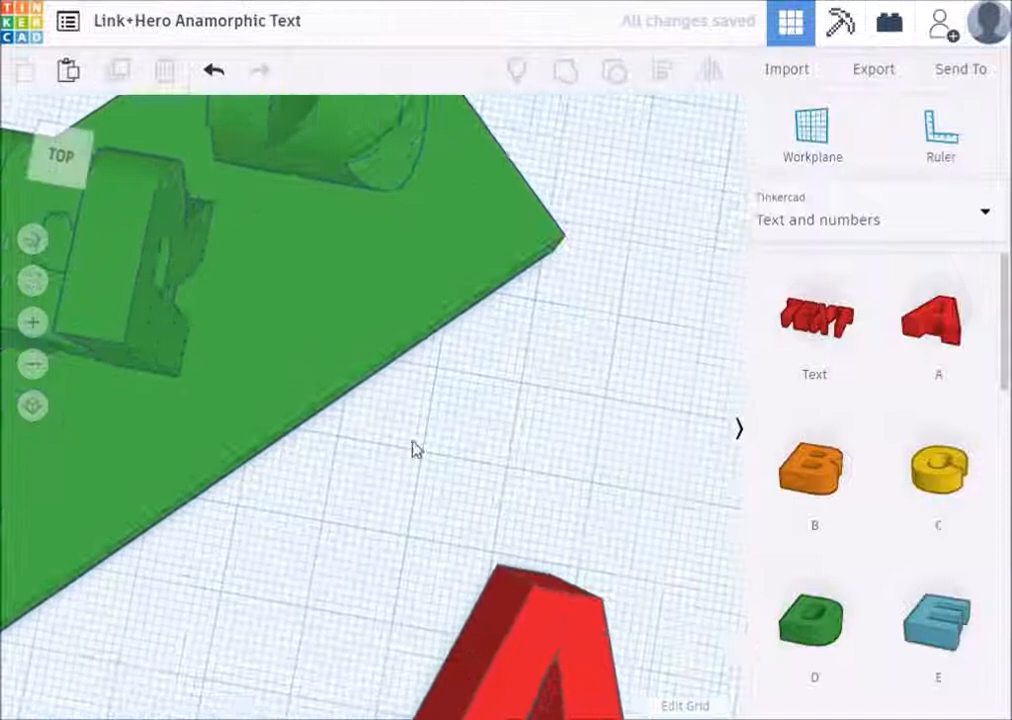 TIN
KER
CAD
Link+Hero Anamorphic Text
All changes saved
Import
Export
Send To
TOP
Workplane
Ruler
Tinkercad
Text and numbers
TEXT
A
Text
A
B
C
B
C
D
E
D
E
A
Edit Grid